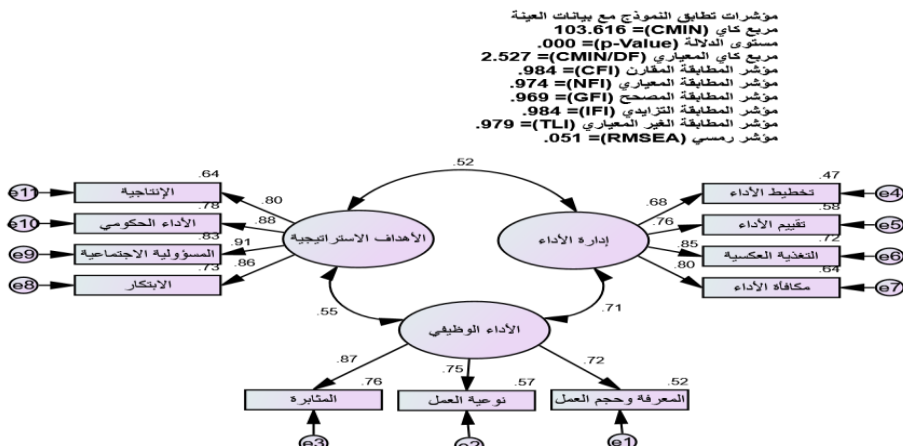 مؤشرات تطابق النموذج مع بيانات العينة
مربع كاي (CMIN)= 103.616
مستوى الدلالة (p-Value)= .000
مربع كاي المعياري (CMIN/DF)= 2.527
مؤشر المطابقة المقارن (CFI)= .984
مؤشر المطابقة المعياري (NFI)= .974
مؤشر المطابقة المصحح (GFI)= .969
مؤشر المطابقة التزايدي (IFI)= .984
مؤشر المطابقة الغير المعياري (TLI)= .979
مؤشر رمسي (RMSEA)= .051
.52
.47
تخطيط الأداء
e4
.68
.58
تقييم الأداء
e5
.76
.72
التغذية العكسية
e6
.85
.64
مكافأة الأداء
e7
.80
إدارة الأداء
الأهداف الاستراتيجية
.64
الإنتاجية
e11
.80
.78
الأداء الحكومي
e10
.88
.83
المسؤولية الاجتماعية
e9
.91
.73
الابتكار
e8
.86
.71
.55
الأداء الوظيفي
.72
.75
.87
.52
المعرفة وحجم العمل
e1
.57
نوعية العمل
e2
.76
المثابرة
e3